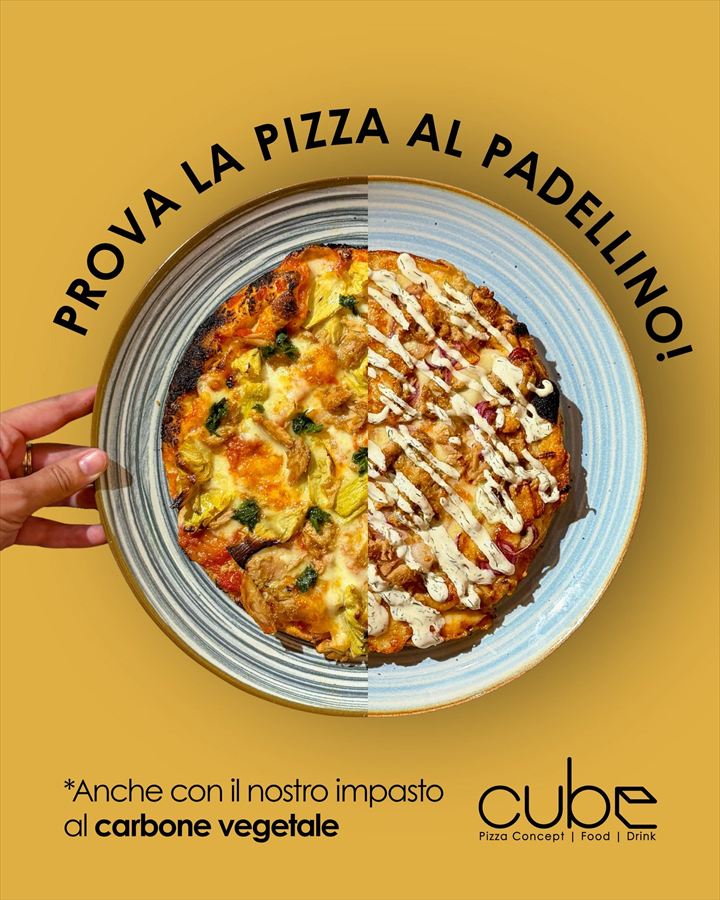 PROVA LA PIZZA AL PADELLINO!
*Anche con il nostro impasto
al carbone vegetale
cube
Pizza Concept | Food | Drink